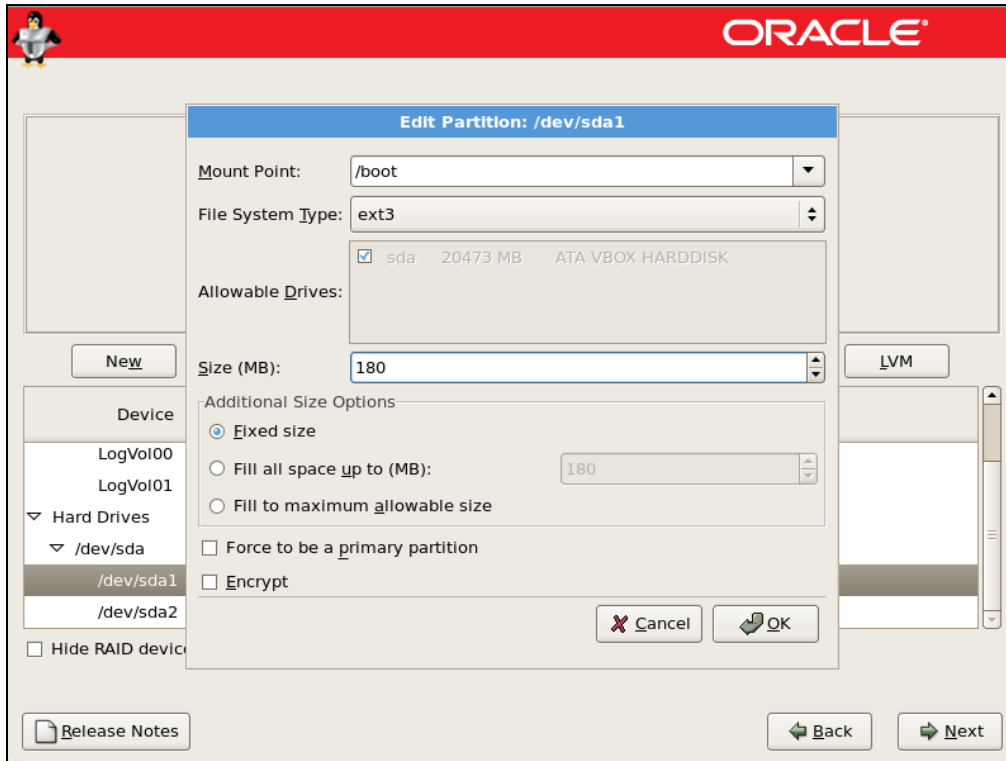 ORACLE®
Edit Partition: /dev/sda1
Mount Point: /boot
File System Type: ext3
sda 20473 MB ATA VBOX HARDDISK
Allowable Drives:
New
LVM
Size (MB): 180
Device
Additional Size Options
Fixed size
LogVol00
Fill all space up to (MB): 180
LogVol01
Fill to maximum allowable size
Hard Drives
/dev/sda
Force to be a primary partition
/dev/sda1
Encrypt
/dev/sda2
Cancel OK
Hide RAID devic
Release Notes Back Next